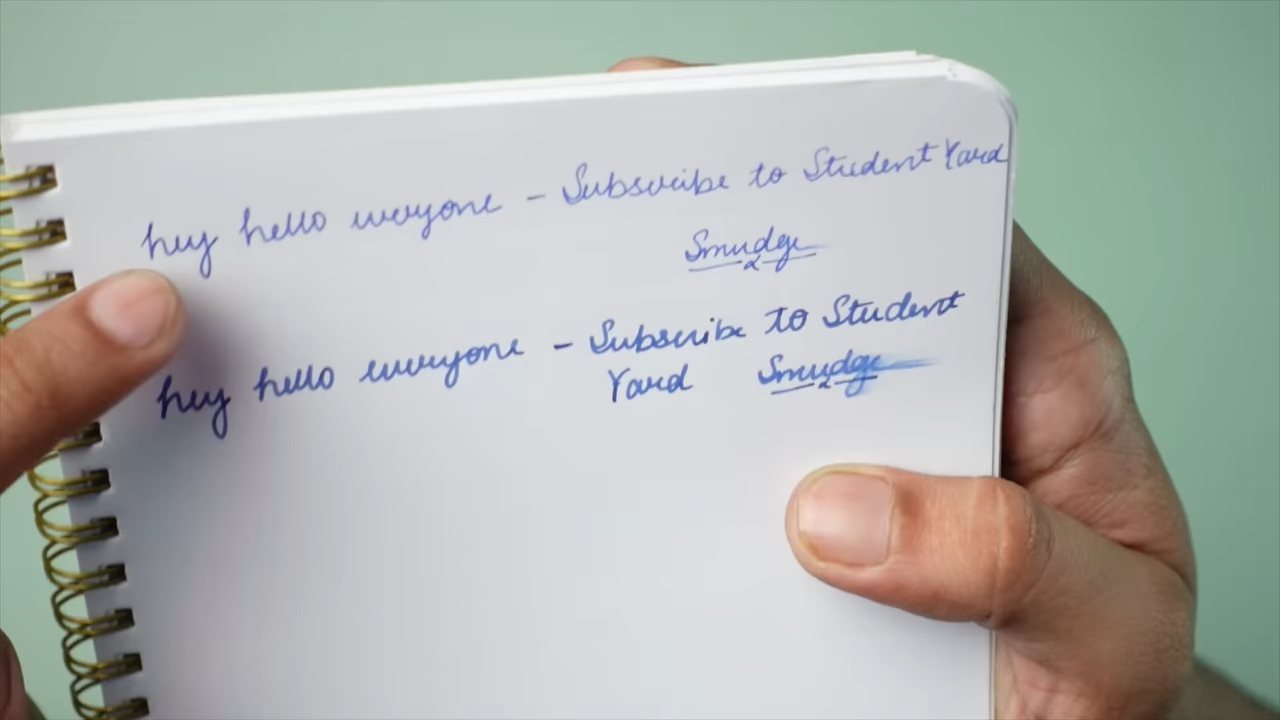 hey hello everyone - Subscribe to Student Yard
Smudge
hey hello everyone - Subscribe to Student
Yard Smudge